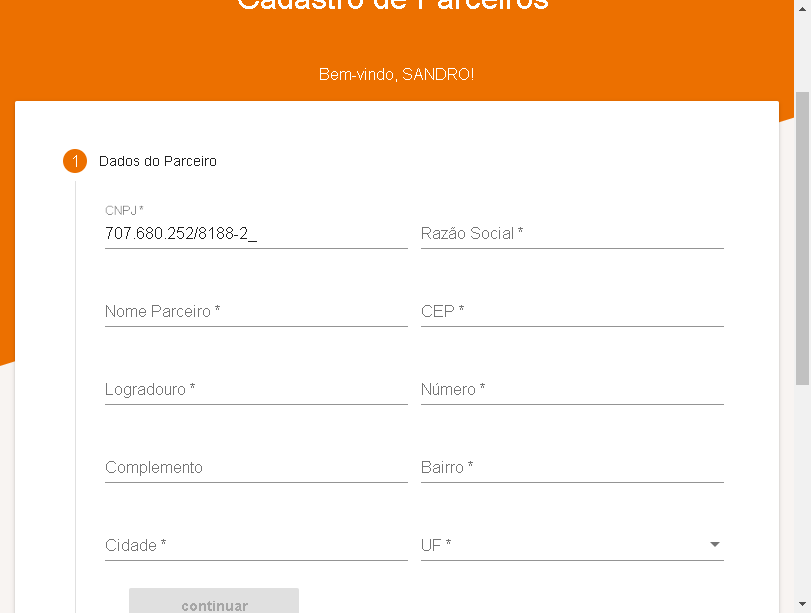 Cadastro de Parceiros
Bem-vindo, SANDRO!
1 Dados do Parceiro
CNPJ *
707.680.252/8188-2_
Razão Social *
Nome Parceiro *
CEP *
Logradouro *
Número *
Complemento
Bairro *
Cidade *
UF *
continuar